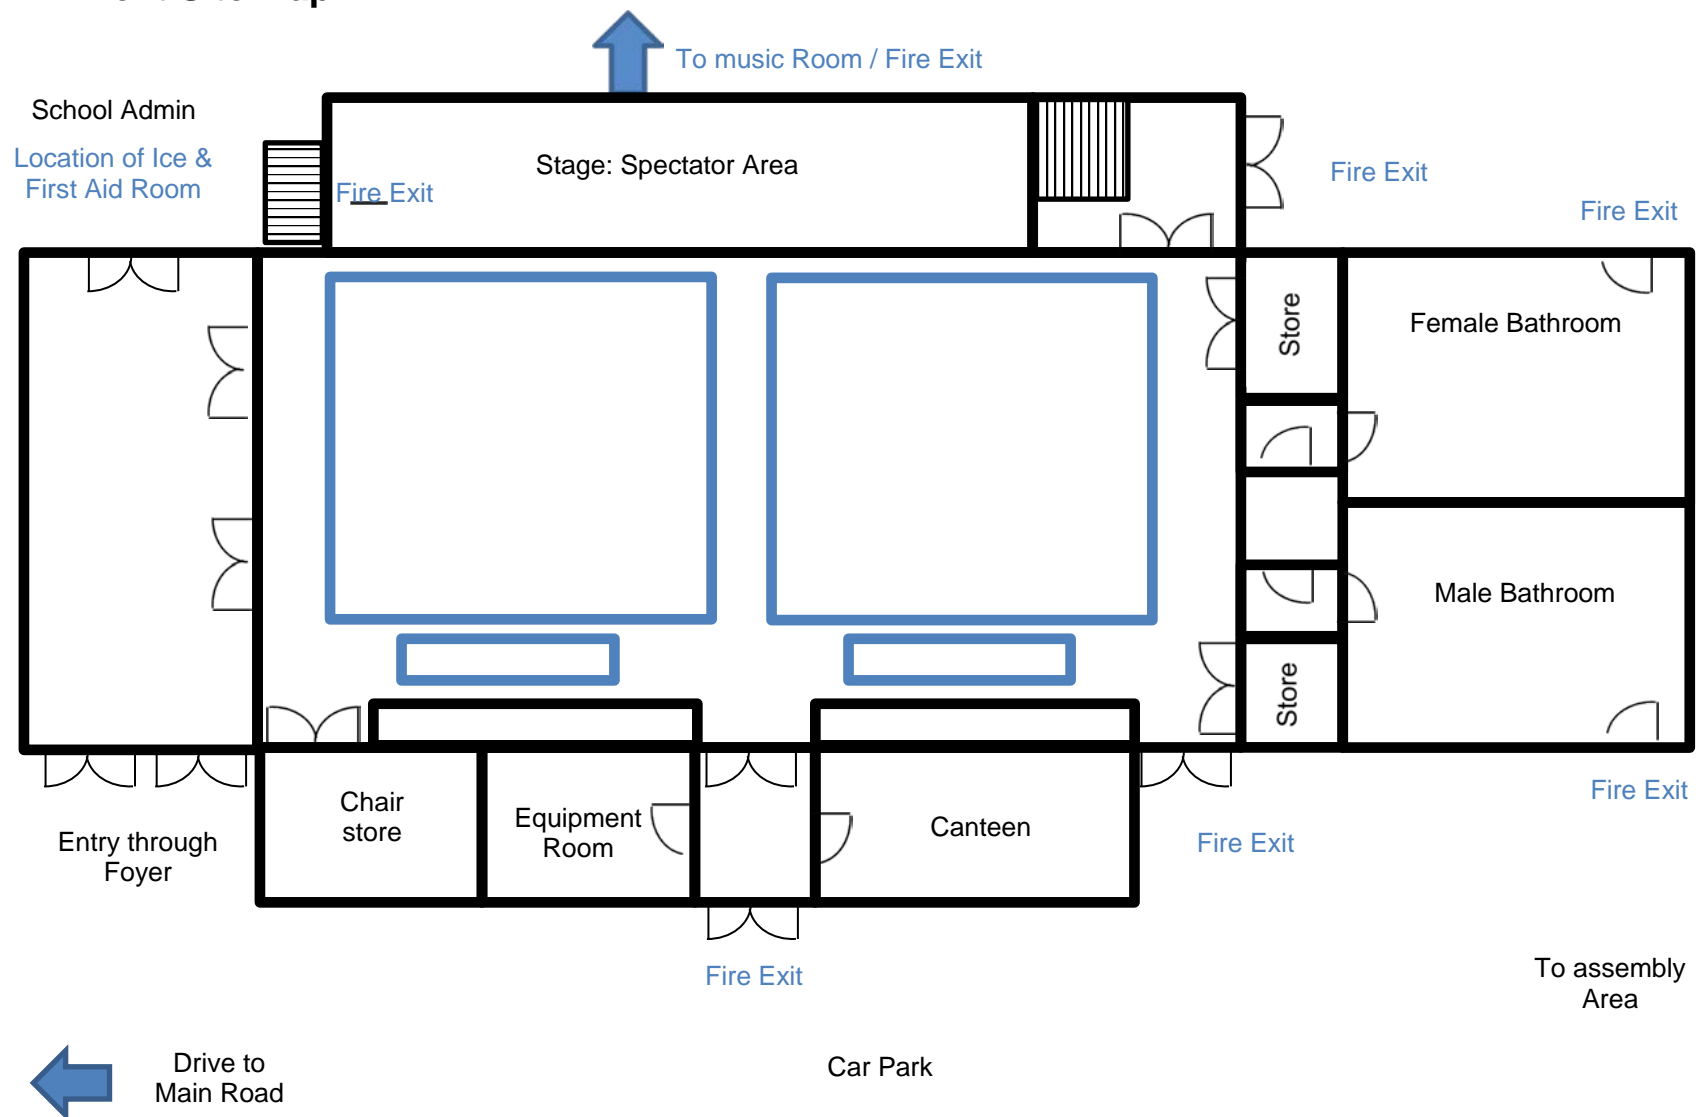 To music Room / Fire Exit
School Admin
Location of Ice &
First Aid Room
Stage: Spectator Area
Fire Exit
Fire Exit
Fire Exit
Store
Female Bathroom
Male Bathroom
Store
Chair
store
Equipment
Room
Canteen
Fire Exit
Fire Exit
Entry through
Foyer
Fire Exit
To assembly
Area
Drive to
Main Road
Car Park